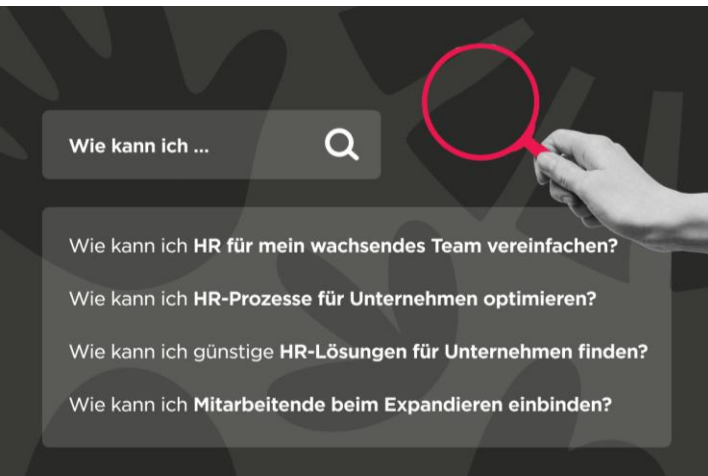 Wie kann ich ...
Wie kann ich HR für mein wachsendes Team vereinfachen?
Wie kann ich HR-Prozesse für Unternehmen optimieren?
Wie kann ich günstige HR-Lösungen für Unternehmen finden?
Wie kann ich Mitarbeitende beim Expandieren einbinden?